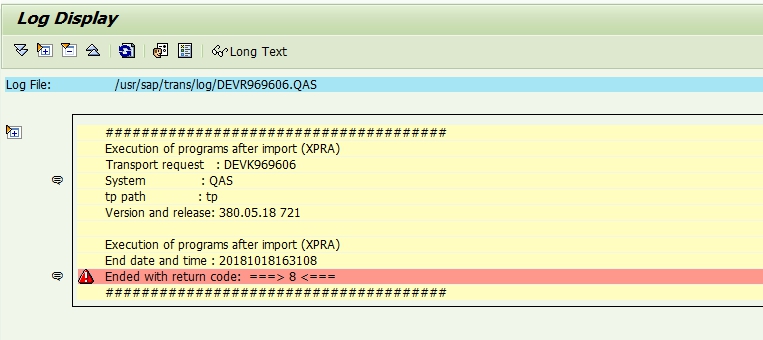 Log Display
Long Text
Log File: /usr/sap/trans/log/DEVR969606.QAS
######################################
Execution of programs after import (XPRA)
Transport request : DEVK969606
System : QAS
tp path : tp
Version and release: 380.05.18 721
Execution of programs after import (XPRA)
End date and time : 20181018163108
Ended with return code: ===> 8 <===
######################################